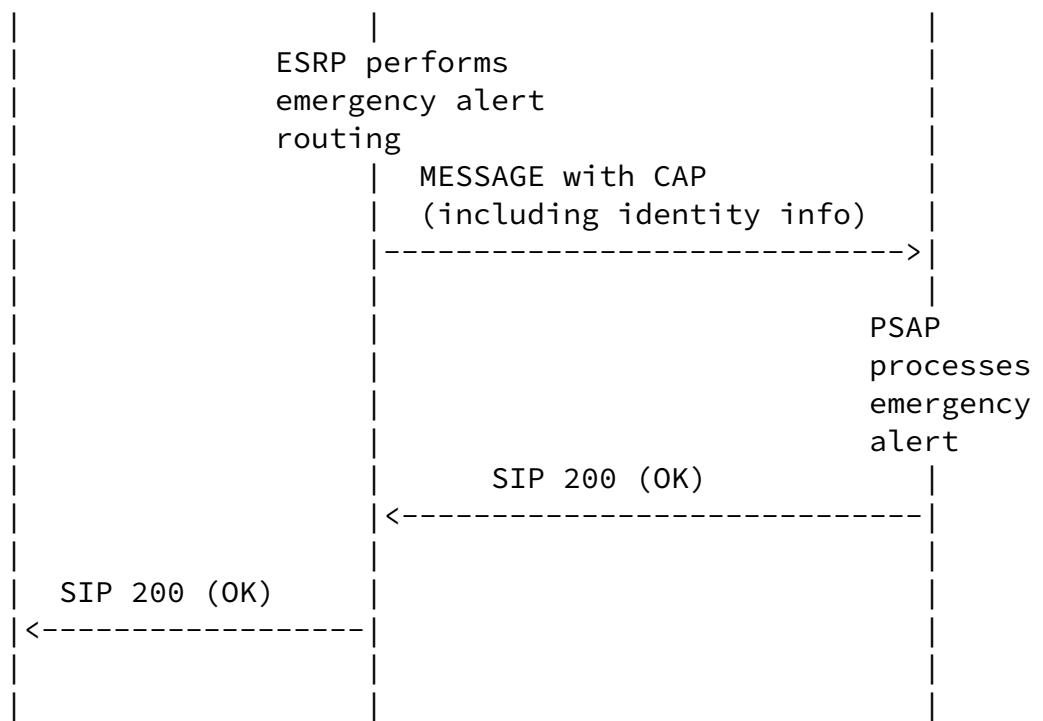 ESRP performs
emergency alert
routing
MESSAGE with CAP
(including identity info)
PSAP
processes
emergency
alert
SIP 200 (OK)
SIP 200 (OK)